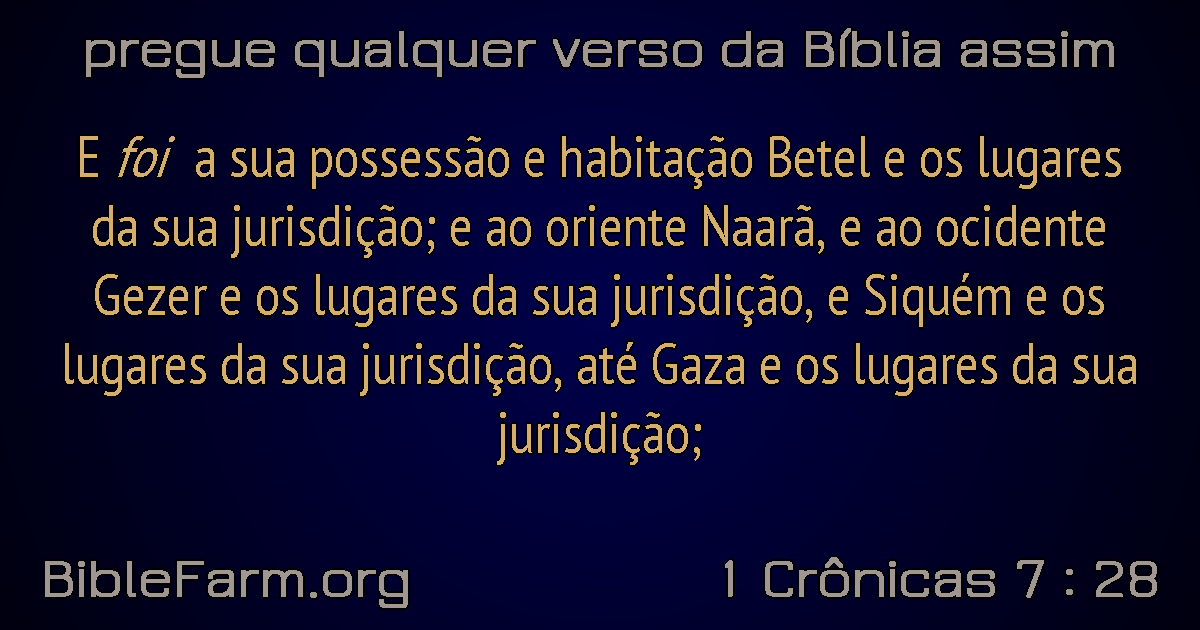 pregue qualquer verso da Bíblia assim
E foi a sua possessão e habitação Betel e os lugares
da sua jurisdição; e ao oriente Naarã, e ao ocidente
Gezer e os lugares da sua jurisdição, e Siquém e os
lugares da sua jurisdição, até Gaza e os lugares da sua
jurisdição;
BibleFarm.org
1 Crônicas 7 : 28